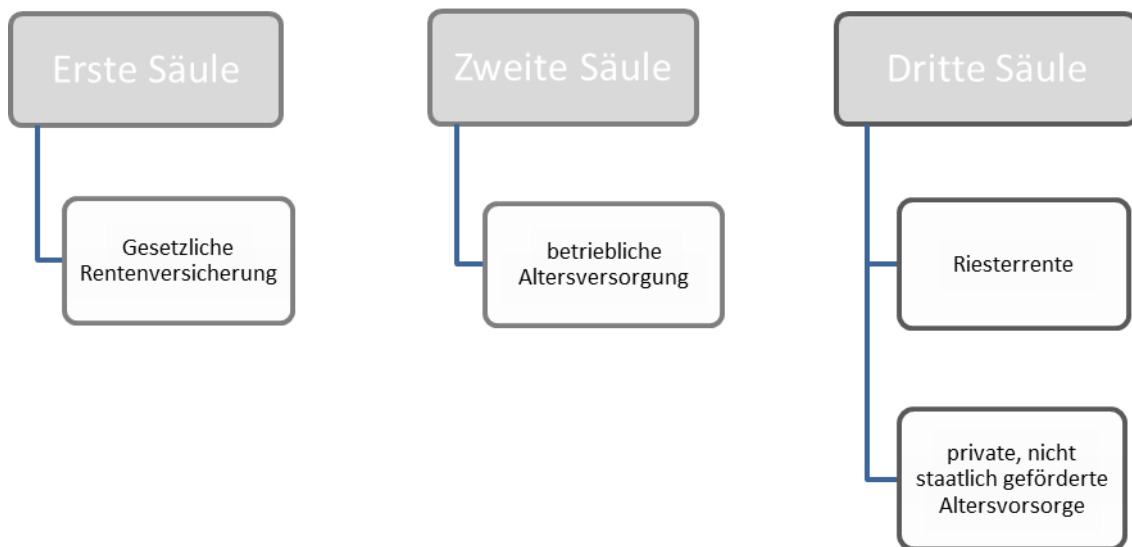 Erste Säule
Zweite Säule
Dritte Säule
Gesetzliche
Rentenversicherung
betriebliche
Altersversorgung
Riesterrente
private, nicht
staatlich geförderte
Altersvorsorge